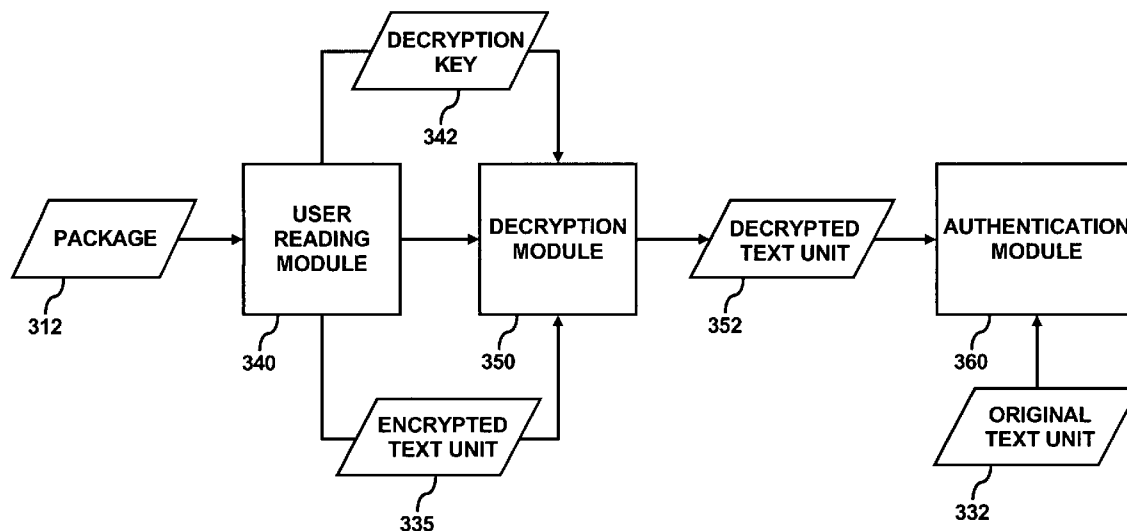 DECRYPTION
KEY
342
PACKAGE
312
USER
READING
MODULE
340
DECRYPTION
MODULE
350
DECRYPTED
TEXT UNIT
352
AUTHENTICATION
MODULE
360
ENCRYPTED
TEXT UNIT
335
ORIGINAL
TEXT UNIT
332